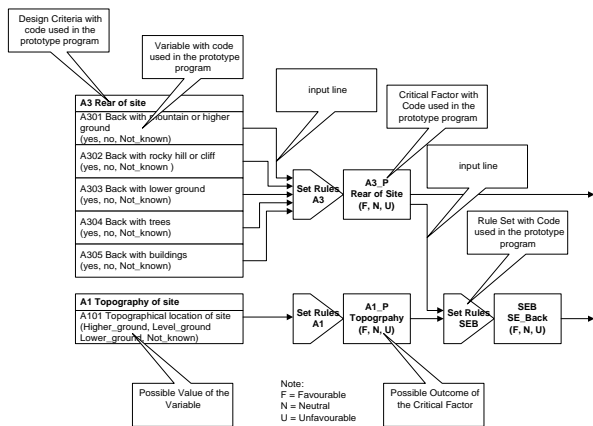 Design Criteria with
code used in the
prototype program
Variable with code
used in the prototype
program
input line
Critical Factor with
Code used in the
prototype program
input line
Rule Set with Code
used in the prototype
program
A3 Rear of site
A301 Back with mountain or higher
ground
(yes, no, Not_known)
A302 Back with rocky hill or cliff
(yes, no, Not_known )
A303 Back with lower ground
(yes, no, Not_known)
A304 Back with trees
(yes, no, Not_known)
A305 Back with buildings
(yes, no, Not_known)
Set Rules
A3
A3_P
Rear of Site
(F, N, U)
A1 Topography of site
A101 Topographical location of site
(Higher_ground, Level_ground
Lower_ground, Not_known)
Set Rules
A1
A1_P
Topogrpahy
(F, N, U)
Set Rules
SEB
SEB
SE_Back
(F, N, U)
Possible Value of the
Variable
Note:
F = Favourable
N = Neutral
U = Unfavourable
Possible Outcome of
the Critical Factor